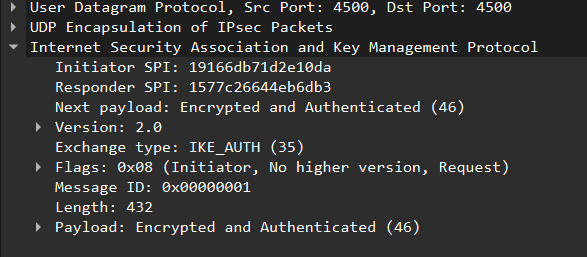 User Datagram Protocol, Src Port: 4500, Dst Port: 4500
UDP Encapsulation of IPsec Packets
Internet Security Association and Key Management Protocol
Initiator SPI: 19166db71d2e10da
Responder SPI: 1577c26644eb6db3
Next payload: Encrypted and Authenticated (46)
Version: 2.0
Exchange type: IKE_AUTH (35)
Flags: 0x08 (Initiator, No higher version, Request)
Message ID: 0x00000001
Length: 432
Payload: Encrypted and Authenticated (46)